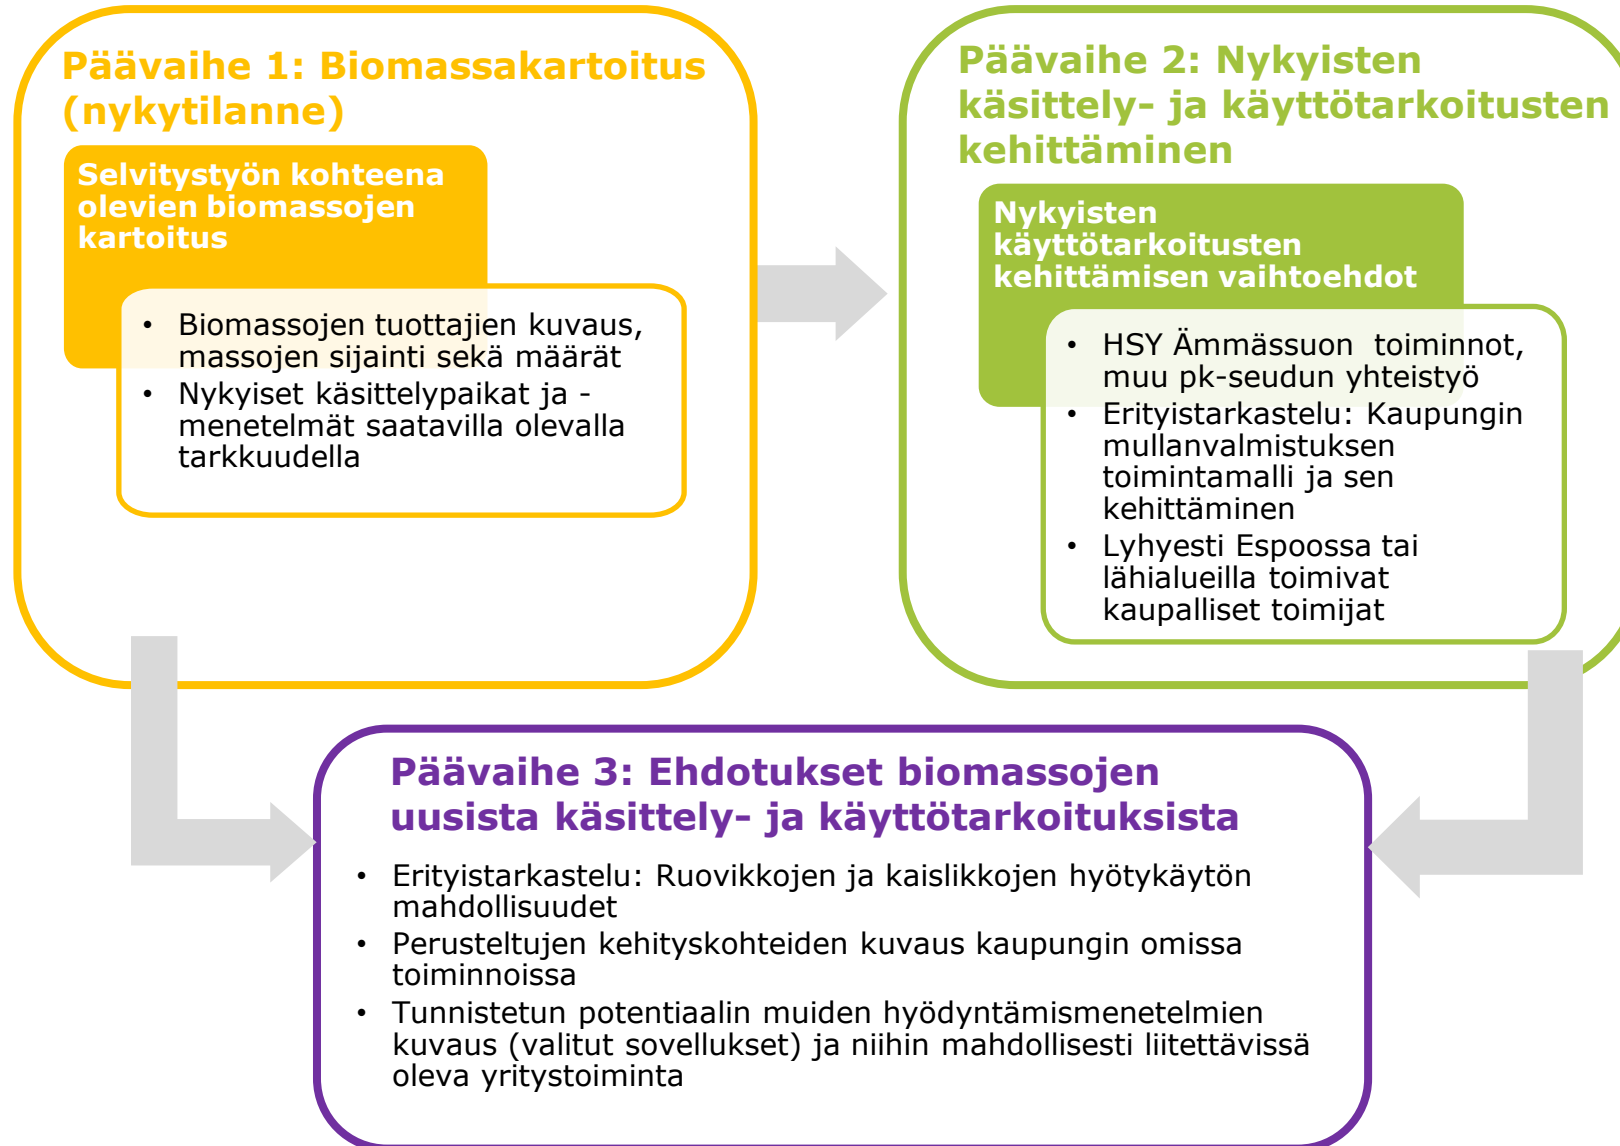 Päävaihe 1: Biomassakartoitus
(nykytilanne)
Selvitystyön kohteena
olevien biomassojen
kartoitus
• Biomassojen tuottajien kuvaus,
massojen sijainti sekä määrät
• Nykyiset käsittelypaikat ja -
menetelmät saatavilla olevalla
tarkkuudella
Päävaihe 2: Nykyisten
käsittely- ja käyttötarkoitusten
kehittäminen
Nykyisten
käyttötarkoitusten
kehittämisen vaihtoehdot
• HSY Ämmässuon toiminnot,
muu pk-seudun yhteistyö
• Erityistarkastelu: Kaupungin
mullanvalmistuksen
toimintamalli ja sen
kehittäminen
• Lyhyesti Espoossa tai
lähialueilla toimivat
kaupalliset toimijat
Päävaihe 3: Ehdotukset biomassojen
uusista käsittely- ja käyttötarkoituksista
• Erityistarkastelu: Ruovikkojen ja kaislikkojen hyötykäytön
mahdollisuudet
• Perusteltujen kehityskohteiden kuvaus kaupungin omissa
toiminnoissa
• Tunnistetun potentiaalin muiden hyödyntämismenetelmien
kuvaus (valitut sovellukset) ja niihin mahdollisesti liitettävissä
oleva yritystoiminta